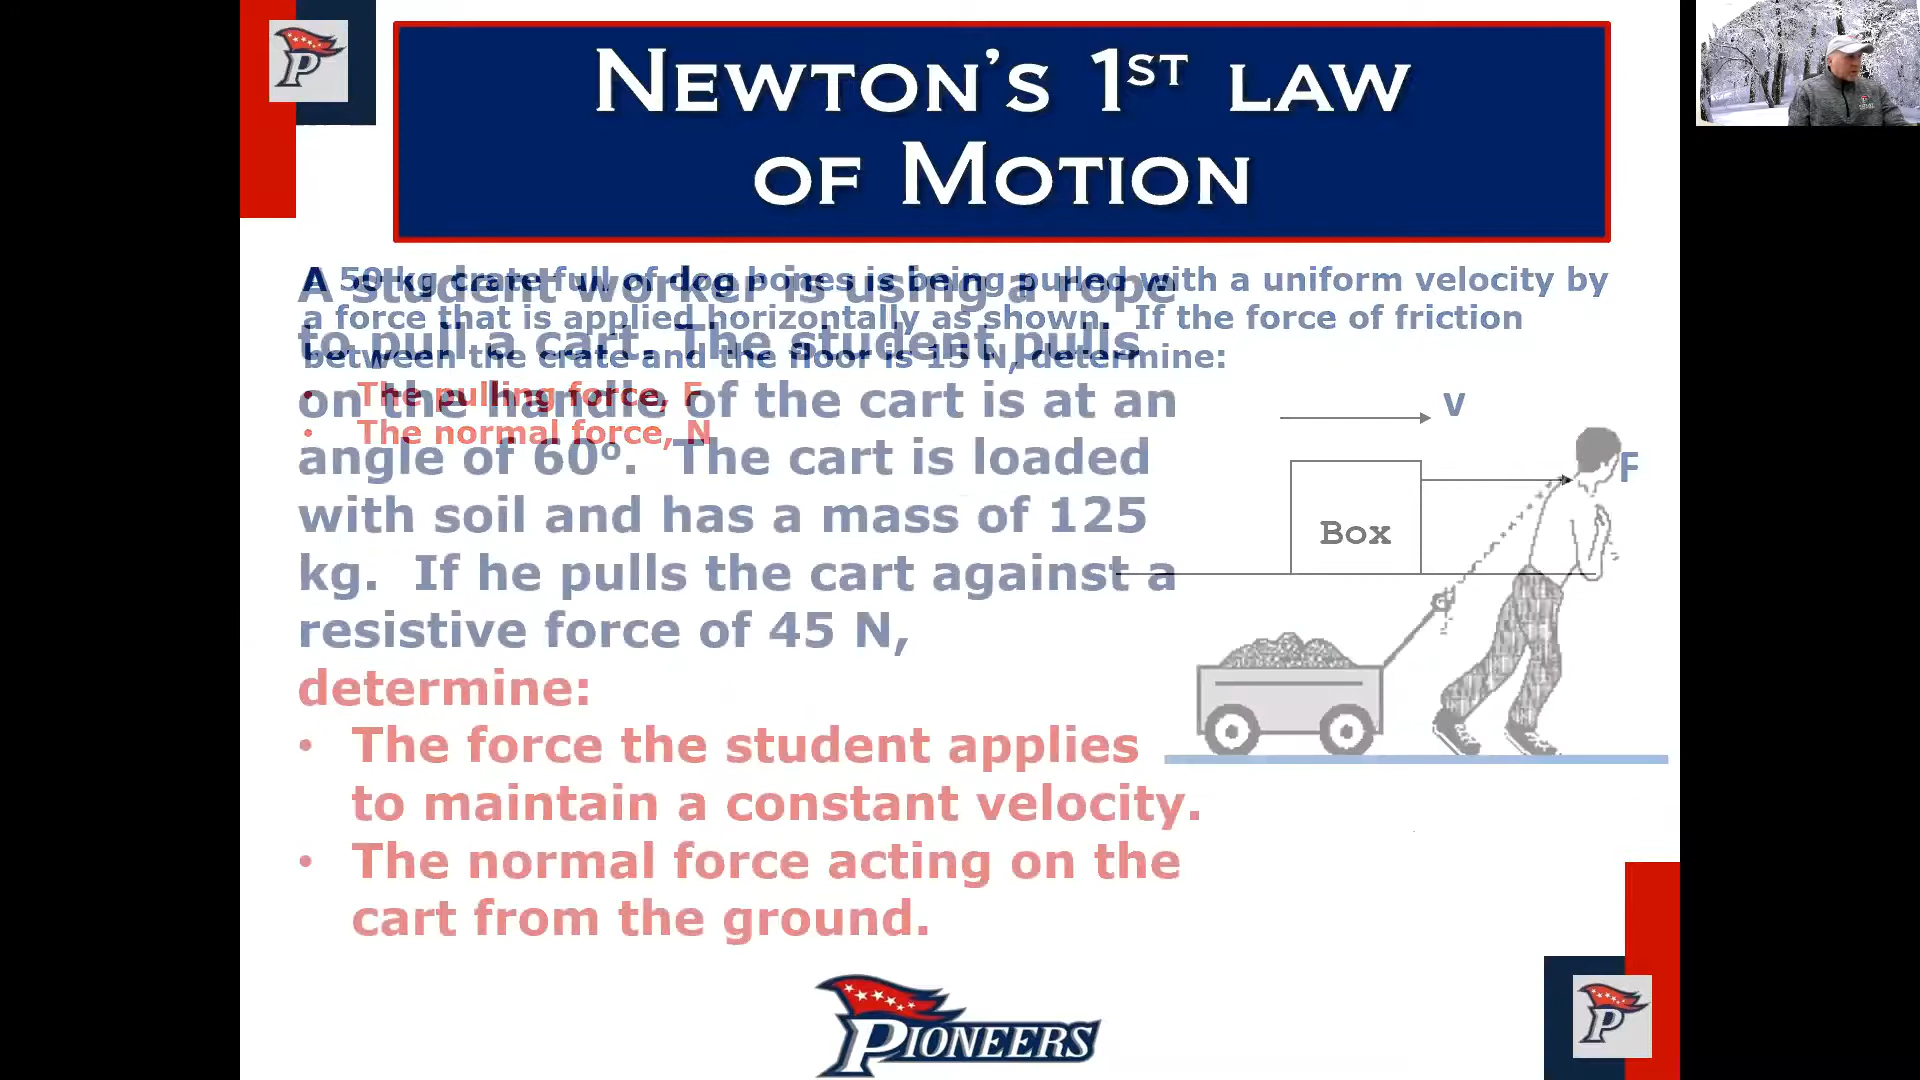 NEWTON'S 1ST LAW
OF MOTION
A 50 kg crate full of dog bones is being pulled with a uniform velocity by
a force that is applied horizontally as shown. If the force of friction
between the crate and the floor is 15 N, determine:
• The pulling force, F
• The normal force, N
A student worker is using a rope
to pull a cart. The student pulls
on the handle of the cart is at an
angle of 60º. The cart is loaded
with soil and has a mass of 125
kg. If he pulls the cart against a
resistive force of 45 N,
determine:
• The force the student applies
to maintain a constant velocity.
• The normal force acting on the
cart from the ground.
V
F
Box
P
P
PIONEERS